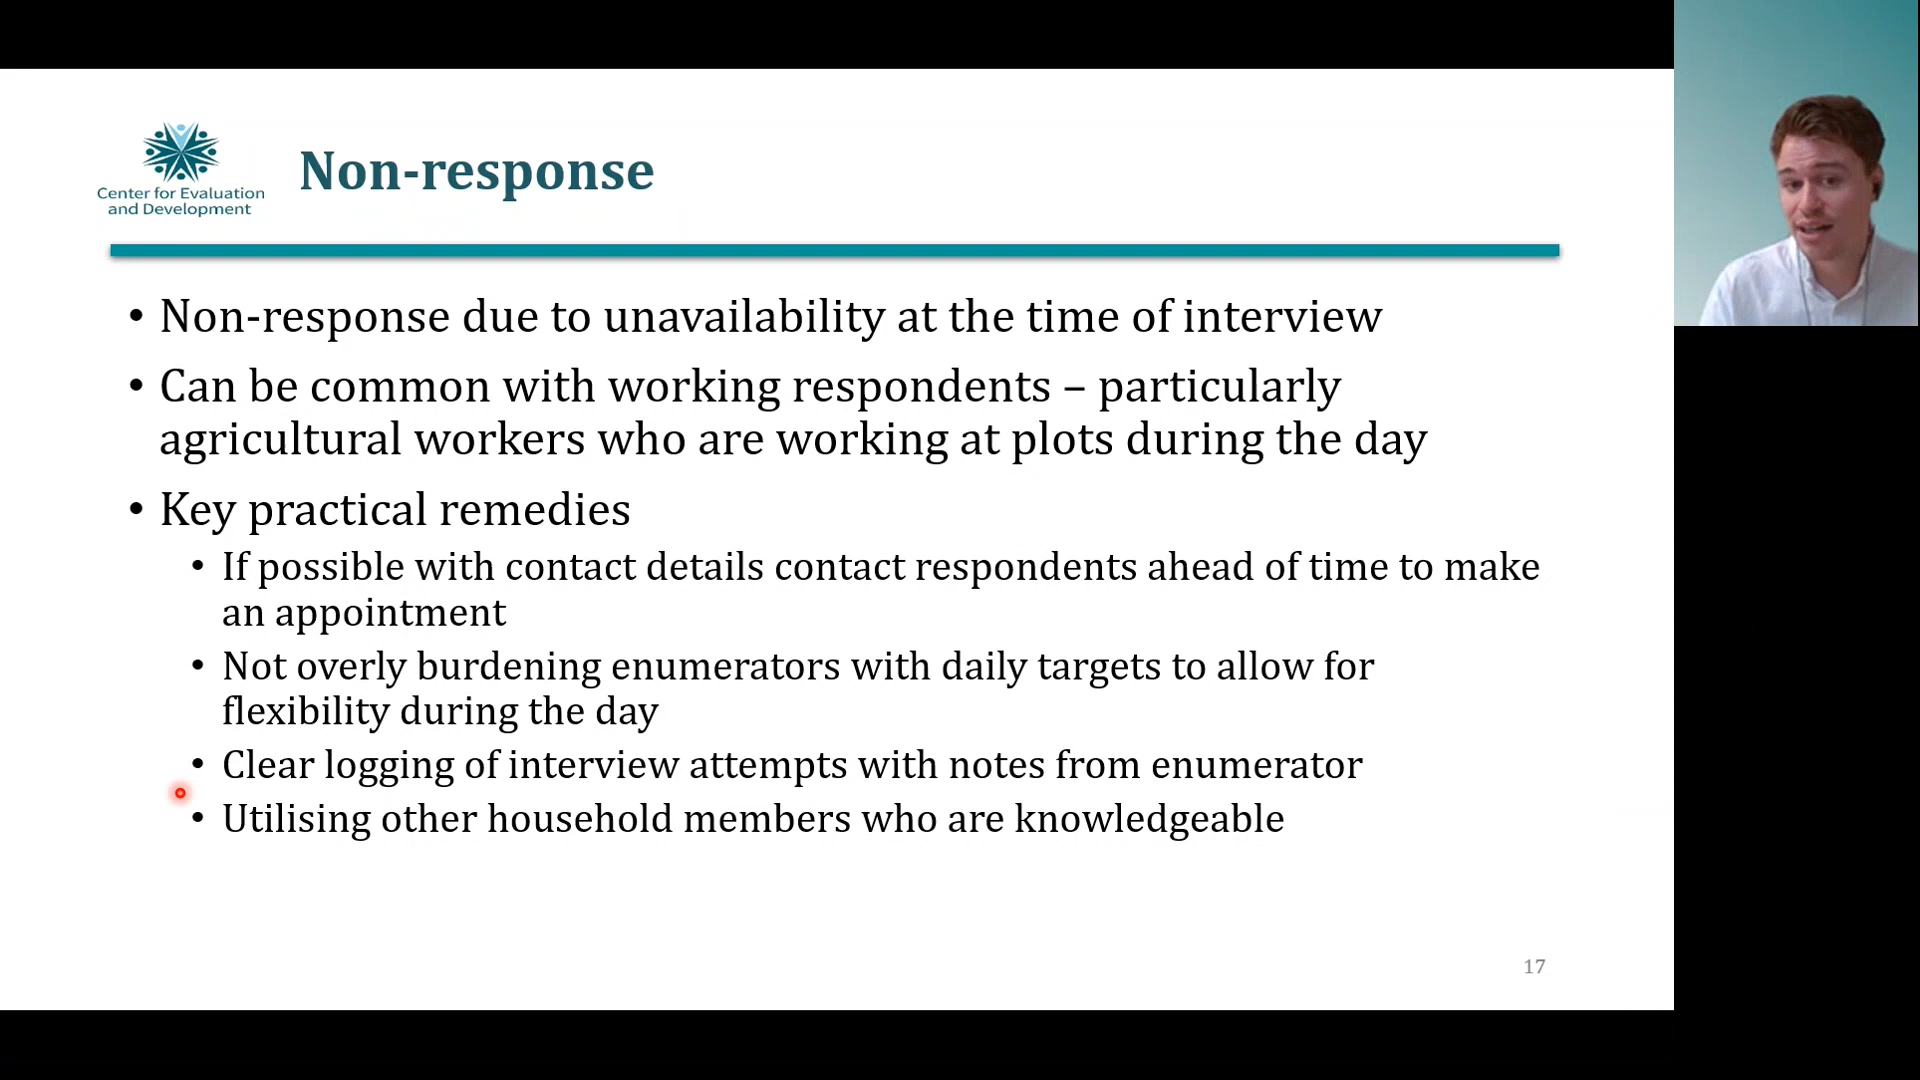 Center for Evaluation
and Development
Non-response
• Non-response due to unavailability at the time of interview
• Can be common with working respondents – particularly
agricultural workers who are working at plots during the day
• Key practical remedies
• If possible with contact details contact respondents ahead of time to make
an appointment
• Not overly burdening enumerators with daily targets to allow for
flexibility during the day
• Clear logging of interview attempts with notes from enumerator
• Utilising other household members who are knowledgeable
17